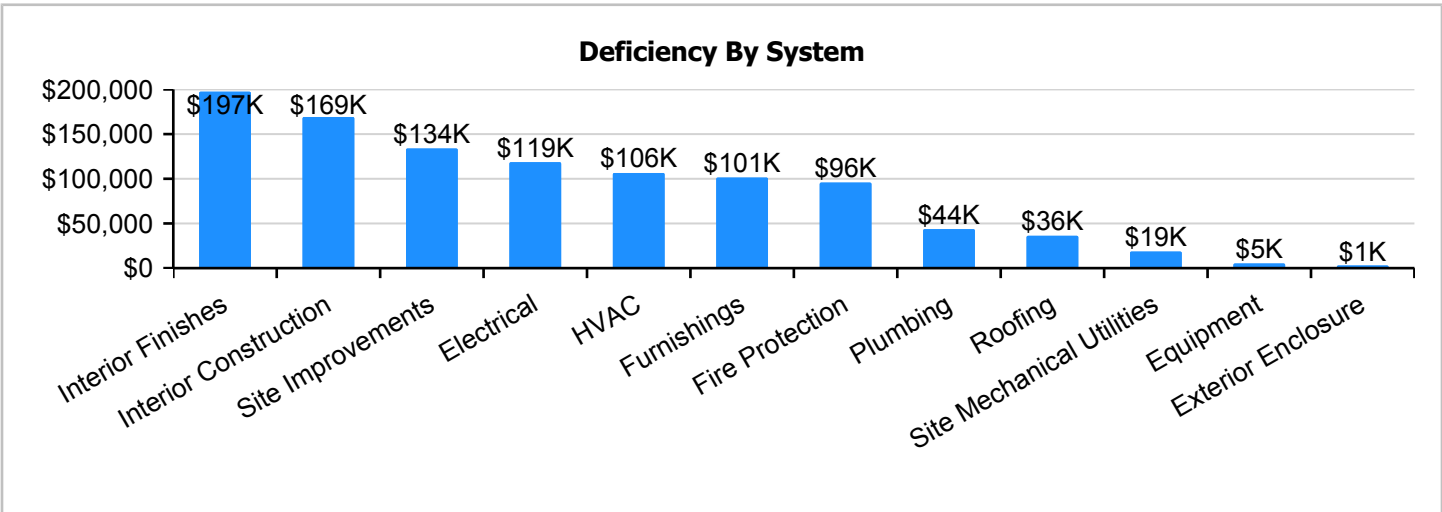 Deficiency By System
$200,000
$150,000
$100,000
$50,000
$0
$197K
$169K
$134K
$119K
$106K
$101K
$96K
$44K
$36K
$19K
$5K
$1K
Interior Finishes
Interior Construction
Site Improvements
Electrical
HVAC
Furnishings
Fire Protection
Plumbing
Roofing
Site Mechanical Utilities
Equipment
Exterior Enclosure